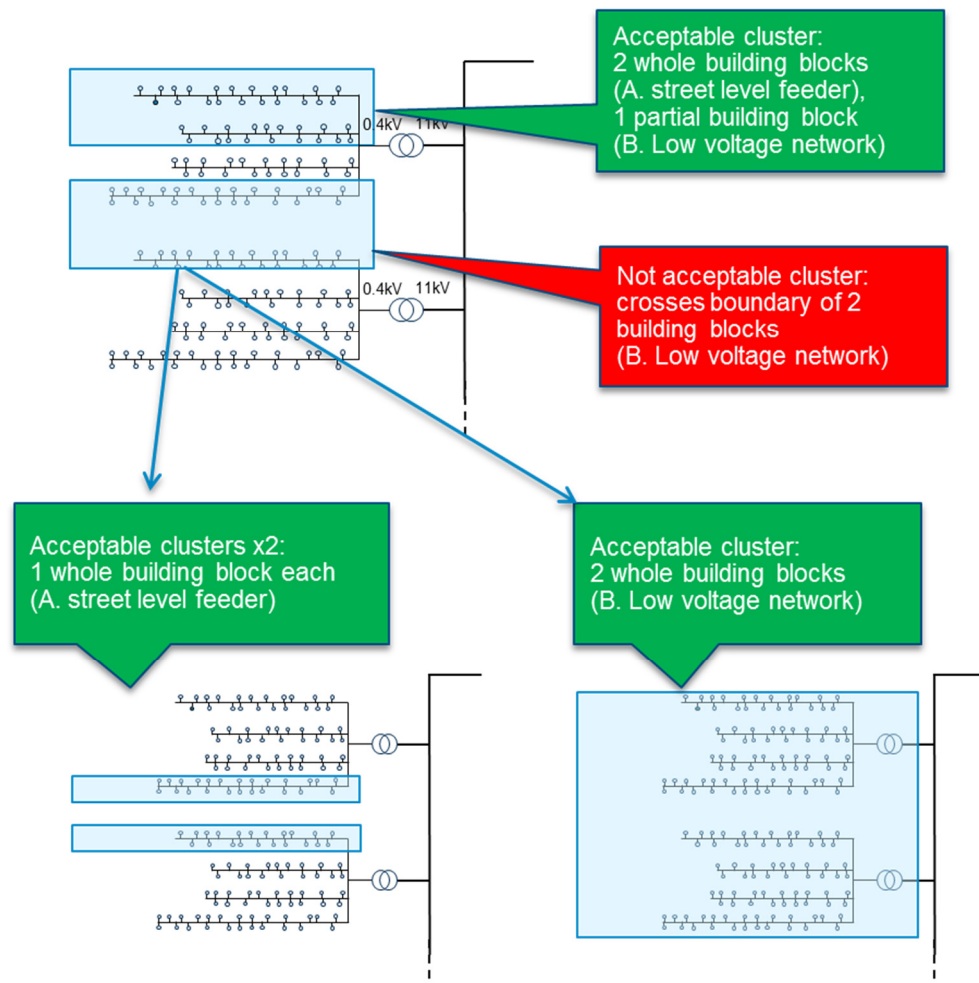 Acceptable cluster:
2 whole building blocks
(A. street level feeder),
1 partial building block
(B. Low voltage network)
0.4kV 11kV
Not acceptable cluster:
crosses boundary of 2
building blocks
(B. Low voltage network)
0.4kV 11kV
Acceptable clusters x2:
1 whole building block each
(A. street level feeder)
Acceptable cluster:
2 whole building blocks
(B. Low voltage network)